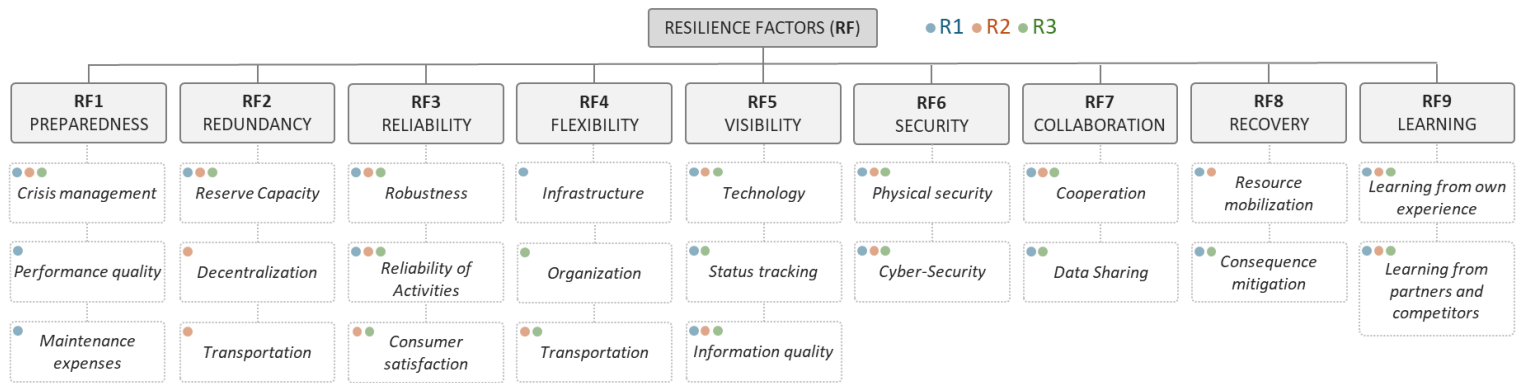 RESILIENCE FACTORS (RF)
R1 R2 R3
RF1
PREPAREDNESS
Crisis management
Performance quality
Maintenance
expenses
RF2
REDUNDANCY
Reserve Capacity
Decentralization
Transportation
RF3
RELIABILITY
Robustness
Reliability of
Activities
Consumer
satisfaction
RF4
FLEXIBILITY
Infrastructure
Organization
Transportation
RF5
VISIBILITY
Technology
Status tracking
Information quality
RF6
SECURITY
Physical security
Cyber-Security
RF7
COLLABORATION
Cooperation
Data Sharing
RF8
RECOVERY
Resource
mobilization
Consequence
mitigation
RF9
LEARNING
Learning from own
experience
Learning from
partners and
competitors